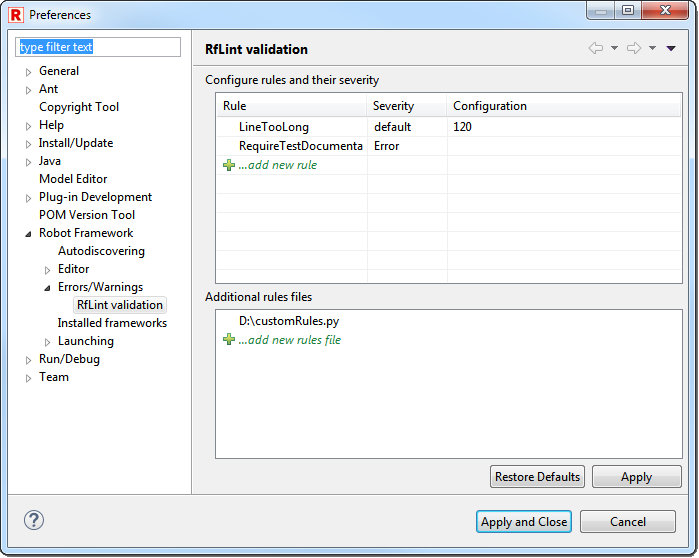 R Preferences
type filter text
General
Ant
Copyright Tool
Help
Install/Update
Java
Model Editor
Plug-in Development
POM Version Tool
Robot Framework
Autodiscovering
Editor
Errors/Warnings
RfLint validation
Installed frameworks
Launching
Run/Debug
Team
RfLint validation
Configure rules and their severity
Rule Severity Configuration
LineTooLong default 120
RequireTestDocumenta Error
...add new rule
Additional rules files
D:\customRules.py
...add new rules file
Restore Defaults Apply
? Apply and Close Cancel